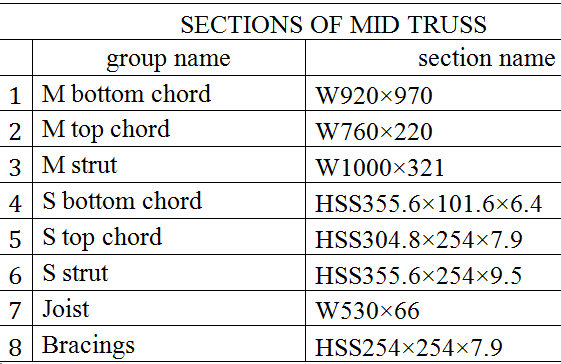 SECTIONS OF MID TRUSS
group name section name
1 M bottom chord W920×970
2 M top chord W760×220
3 M strut W1000×321
4 S bottom chord HSS355.6×101.6×6.4
5 S top chord HSS304.8×254×7.9
6 S strut HSS355.6×254×9.5
7 Joist W530×66
8 Bracings HSS254×254×7.9